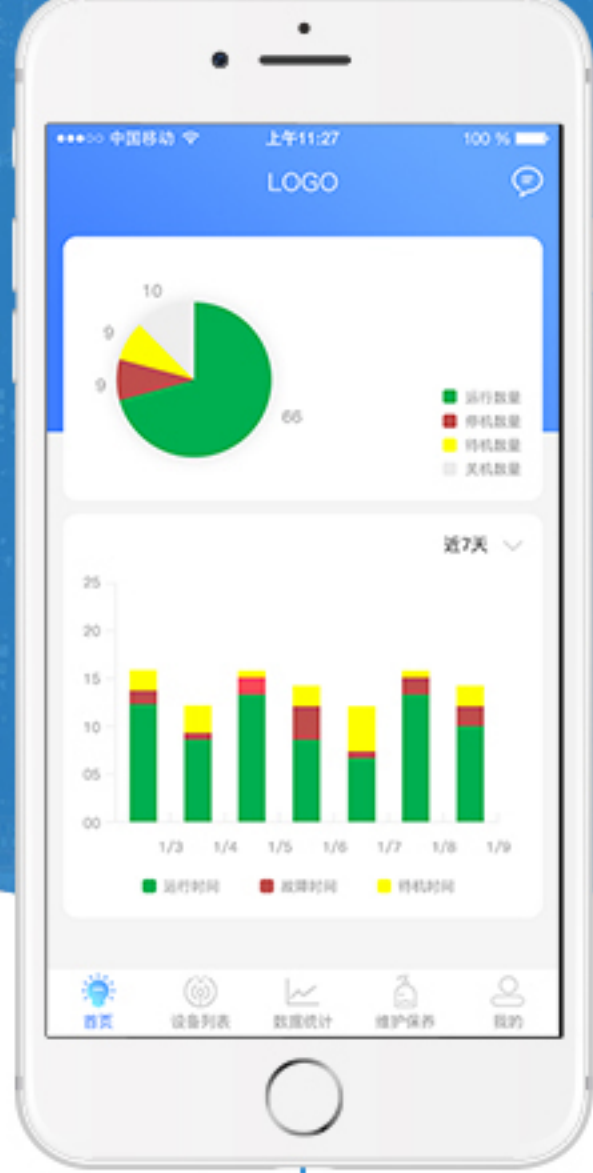 中国移动 上午11:27 100 %
LOGO
10
9
9
66
运行数量
停机数量
待机数量
关机数量
近7天
25
20
15
10
05
00
1/3 1/4 1/5 1/6 1/7 1/8 1/9
运行时间 故障时间 待机时间
首页 设备列表 数据统计 维护保养 我的